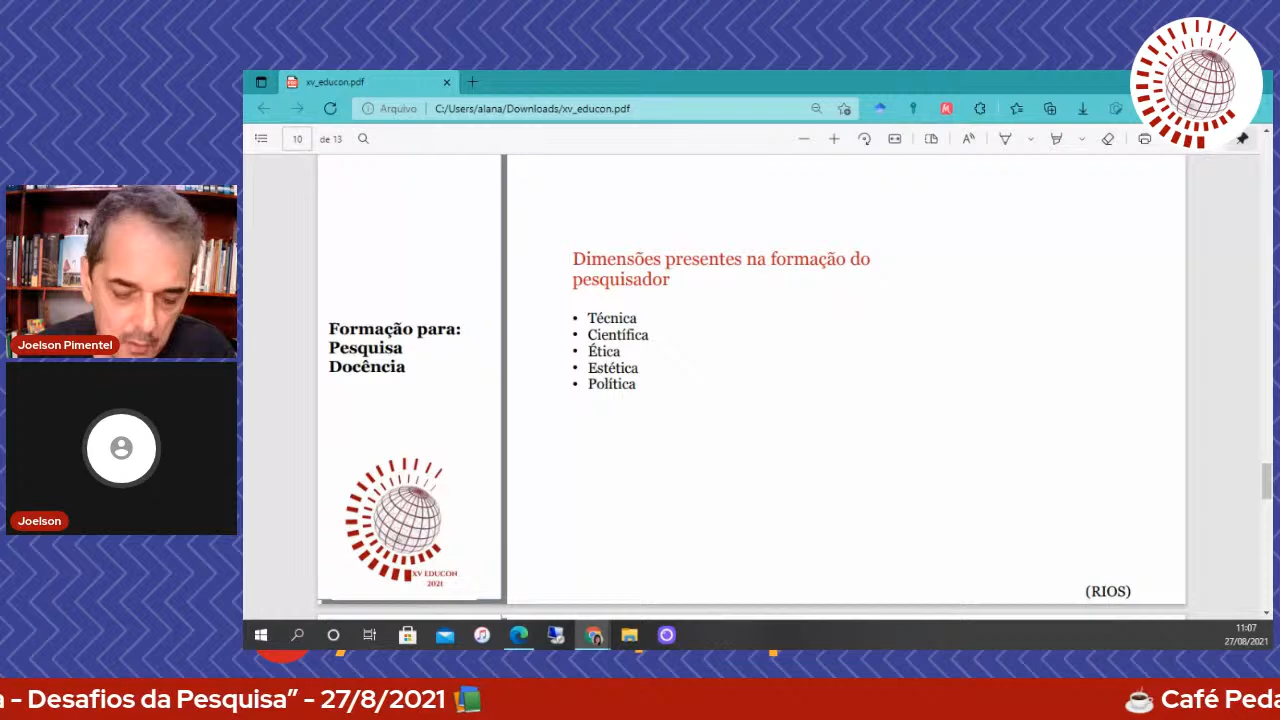 xv_educon.pdf
Arquivo
C:/Users/alana/Downloads/xv_educon.pdf
10
de 13
Dimensões presentes na formação do
pesquisador
• Técnica
• Científica
• Ética
• Estética
• Política
Formação para:
Pesquisa
Docência
XV EDUCON
2021
(RIOS)
Joelson Pimentel
Joelson
11:07
27/08/2021
a - Desafios da Pesquisa” - 27/8/2021
Café Peda